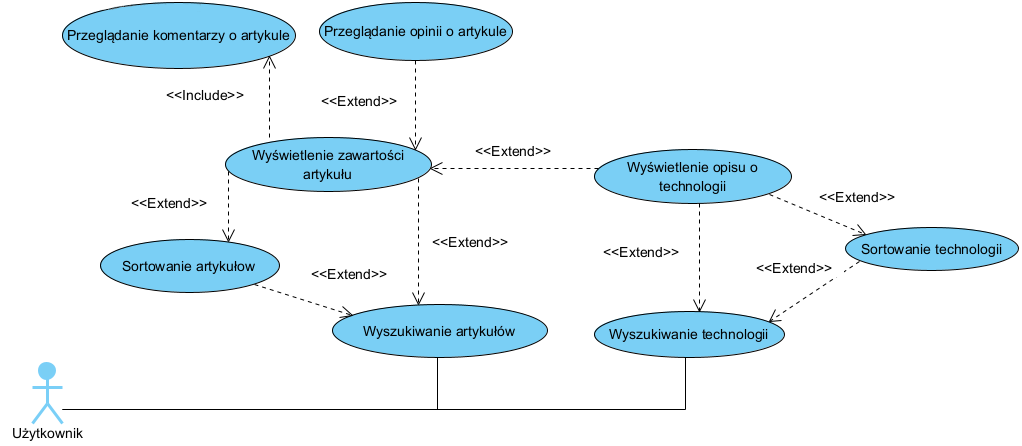 Przeglądanie komentarzy o artykule
Przeglądanie opinii o artykule
<<Include>>
<<Extend>>
Wyświetlenie zawartości
artykułu
<<Extend>>
Wyświetlenie opisu o
technologii
<<Extend>>
<<Extend>>
<<Extend>>
<<Extend>>
Sortowanie technologii
Sortowanie artykułow
<<Extend>>
<<Extend>>
Wyszukiwanie artykułów
Wyszukiwanie technologii
Użytkownik